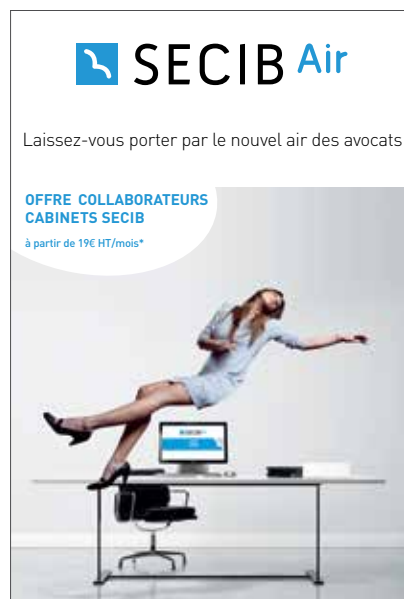 SECIB Air
Laissez-vous porter par le nouvel air des avocats
OFFRE COLLABORATEURS
CABINETS SECIB
à partir de 19€ HT/mois*